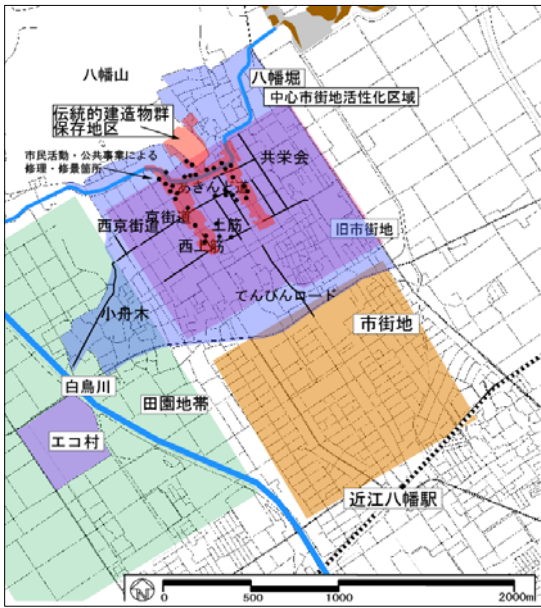 八幡山
八幡堀
中心市街地活性化区域
伝統的建造物群
保存地区
市民活動・公共事業による
修理・修景箇所
共栄会
あきんど道
京街道
西京街道
土筋
西土筋
旧市街地
てんびんロード
小舟木
市街地
白鳥川
田園地帯
エコ村
近江八幡駅
N
0
500
1000
2000m